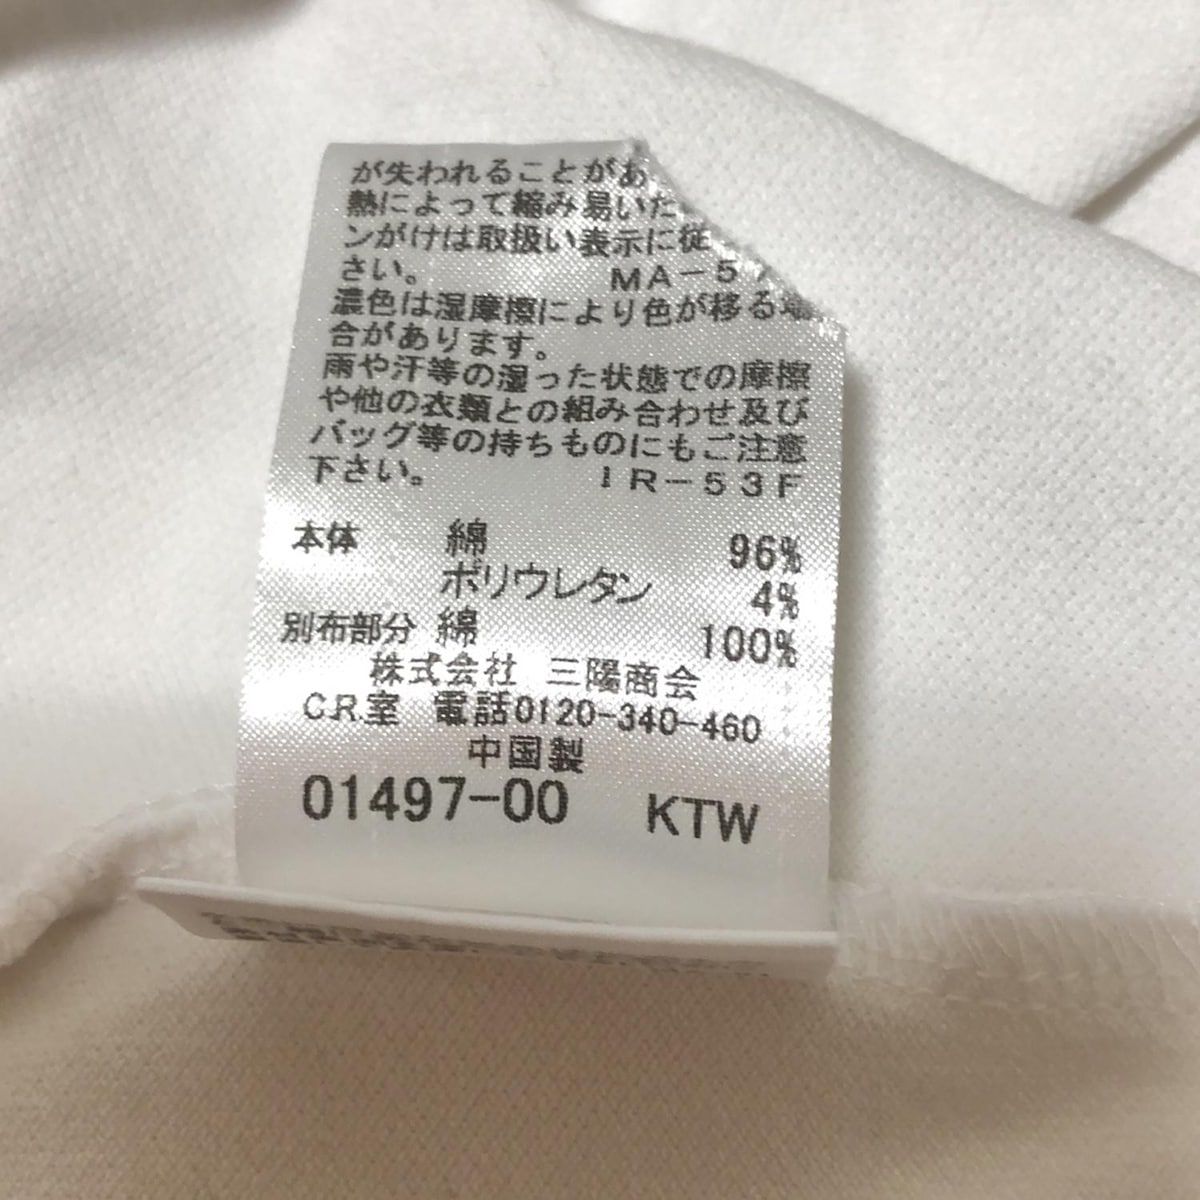 が失われることがあ
熱によって縮み易いた
ンがけは取扱い表示に従
さい。 MA-57
濃色は湿摩擦により色が移る場
合があります。
雨や汗等の湿った状態での摩擦
や他の衣類との組み合わせ及び
バッグ等の持ちものにもご注意
下さい。 IR-53F
本体 綿 96%
ポリウレタン 4%
別布部分 綿 100%
株式会社 三陽商会
C.R.室 電話0120-340-460
中国製
01497-00 KTW